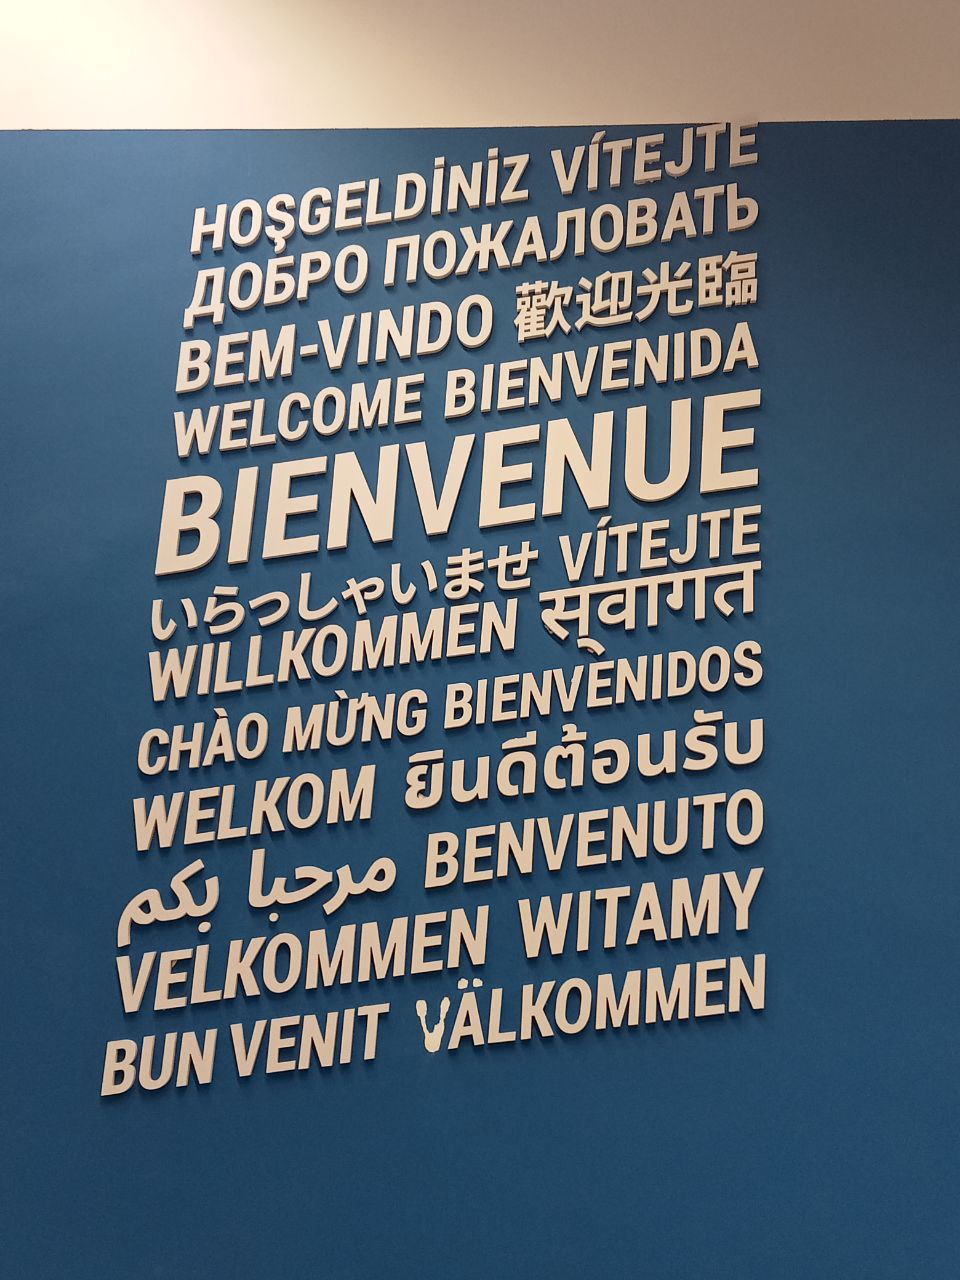 HOŞGELDİNİZ VÍTEJTE
ДОБРО ПОЖАЛОВАТЬ
BEM-VINDO 歡迎光臨
WELCOME BIENVENIDA
BIENVENUE
いらっしゃいませ VÍTEJTE
WILLKOMMEN स्वागत
CHÀO MỪNG BIENVENIDOS
WELKOM ยินดีต้อนรับ
مرحبا بكم BENVENUTO
VELKOMMEN WITAMY
BUN VENIT VÄLKOMMEN